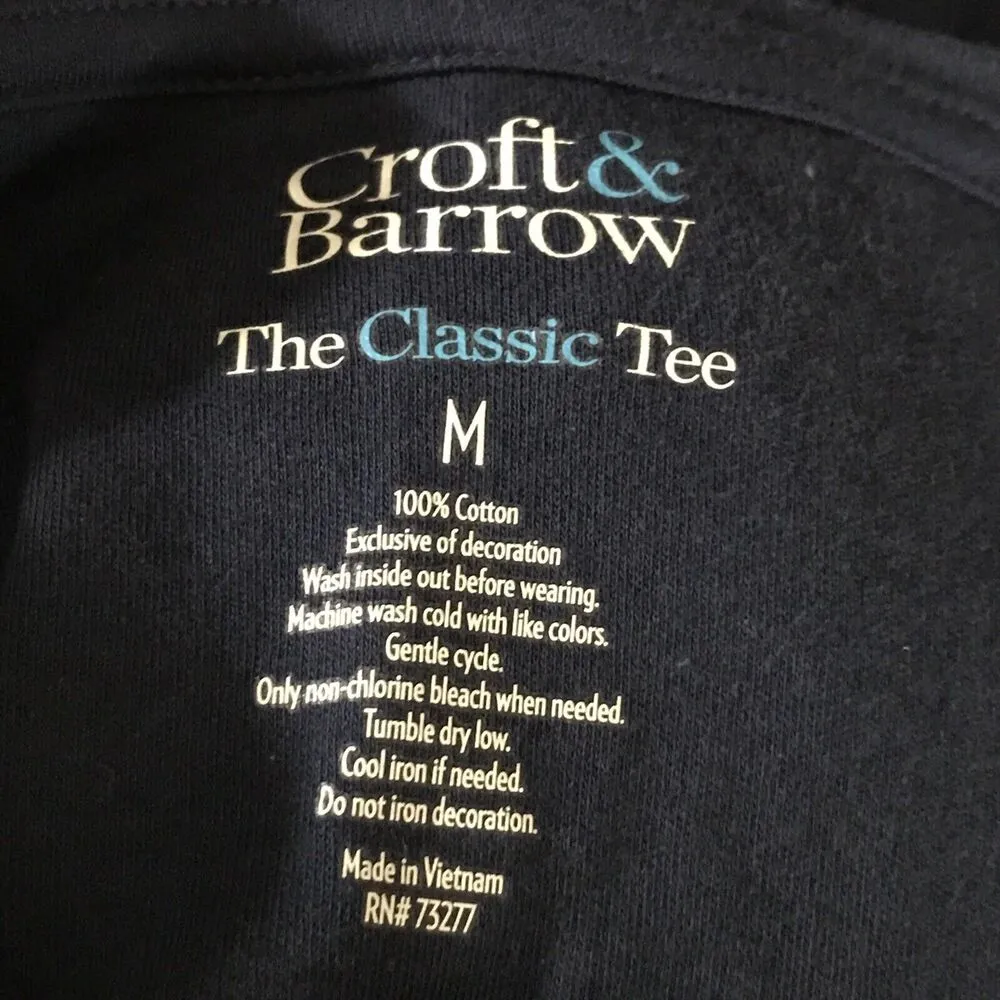 Croft &
Barrow
The Classic Tee
M
100% Cotton
Exclusive of decoration
Wash inside out before wearing.
Machine wash cold with like colors.
Gentle cycle.
Only non-chlorine bleach when needed.
Tumble dry low.
Cool iron if needed.
Do not iron decoration.
Made in Vietnam
RN# 73277